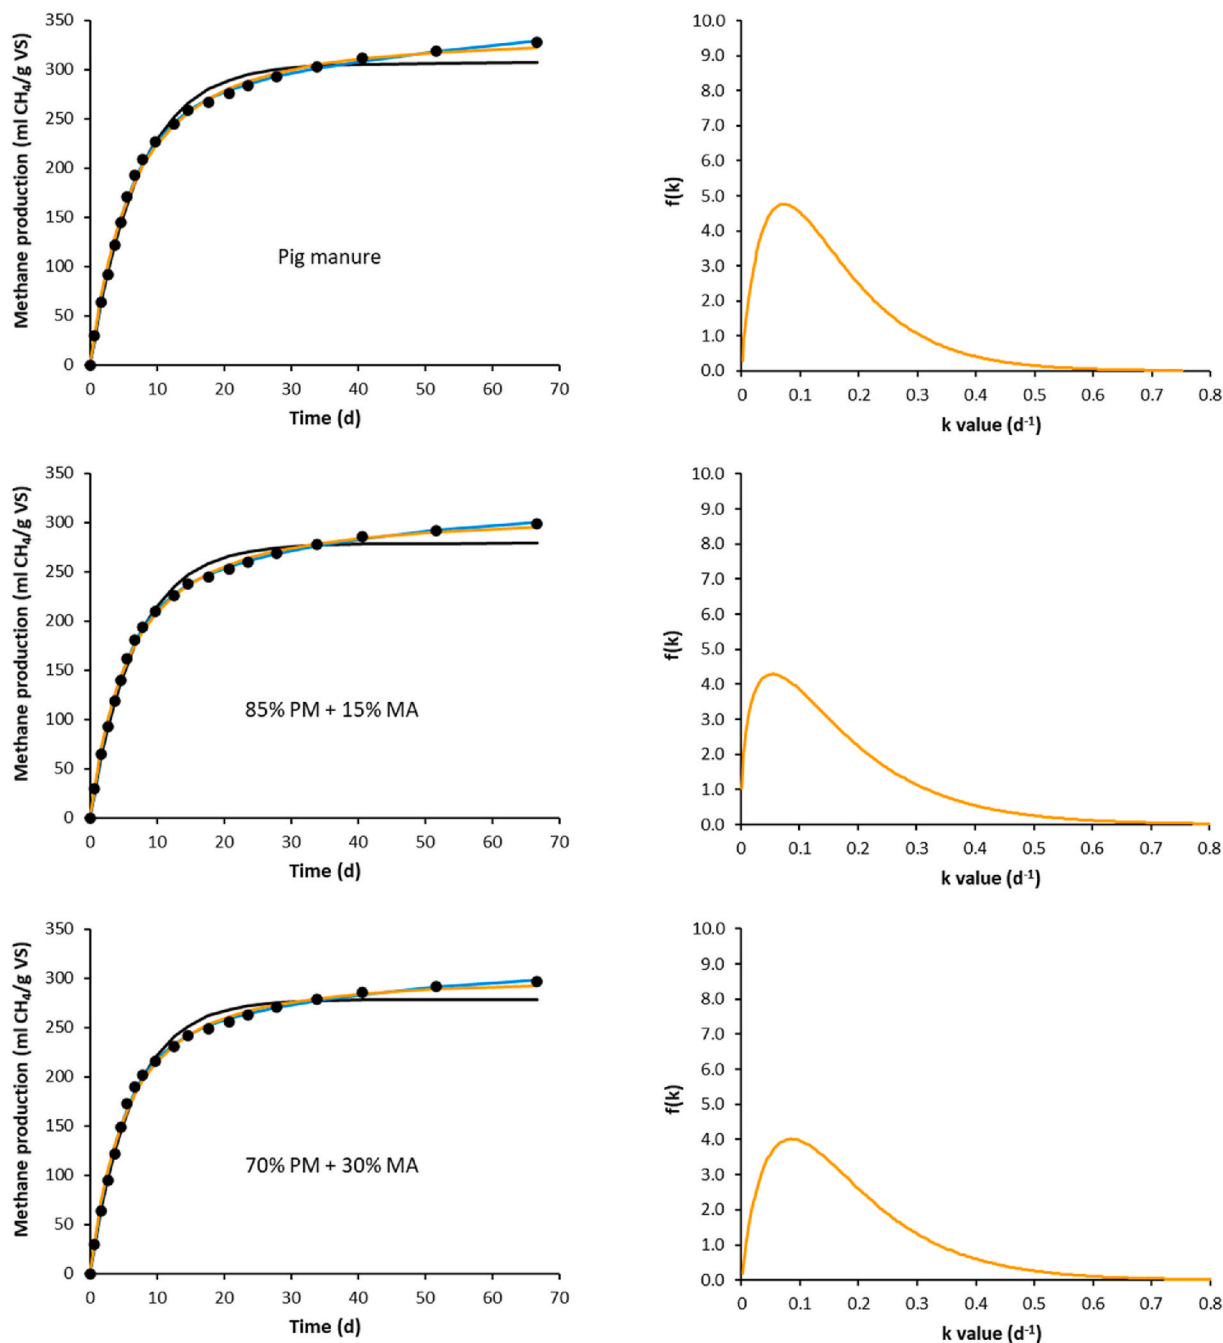 Methane production (ml CH₄/g VS)
350
300
250
200
150
100
50
0
Pig manure
0 10 20 30 40 50 60 70
Time (d)
f(k)
10.0
9.0
8.0
7.0
6.0
5.0
4.0
3.0
2.0
1.0
0.0
0 0.1 0.2 0.3 0.4 0.5 0.6 0.7 0.8
k value (d⁻¹)
Methane production (ml CH₄/g VS)
350
300
250
200
150
100
50
0
85% PM + 15% MA
0 10 20 30 40 50 60 70
Time (d)
f(k)
10.0
9.0
8.0
7.0
6.0
5.0
4.0
3.0
2.0
1.0
0.0
0 0.1 0.2 0.3 0.4 0.5 0.6 0.7 0.8
k value (d⁻¹)
Methane production (ml CH₄/g VS)
350
300
250
200
150
100
50
0
70% PM + 30% MA
0 10 20 30 40 50 60 70
Time (d)
f(k)
10.0
9.0
8.0
7.0
6.0
5.0
4.0
3.0
2.0
1.0
0.0
0 0.1 0.2 0.3 0.4 0.5 0.6 0.7 0.8
k value (d⁻¹)